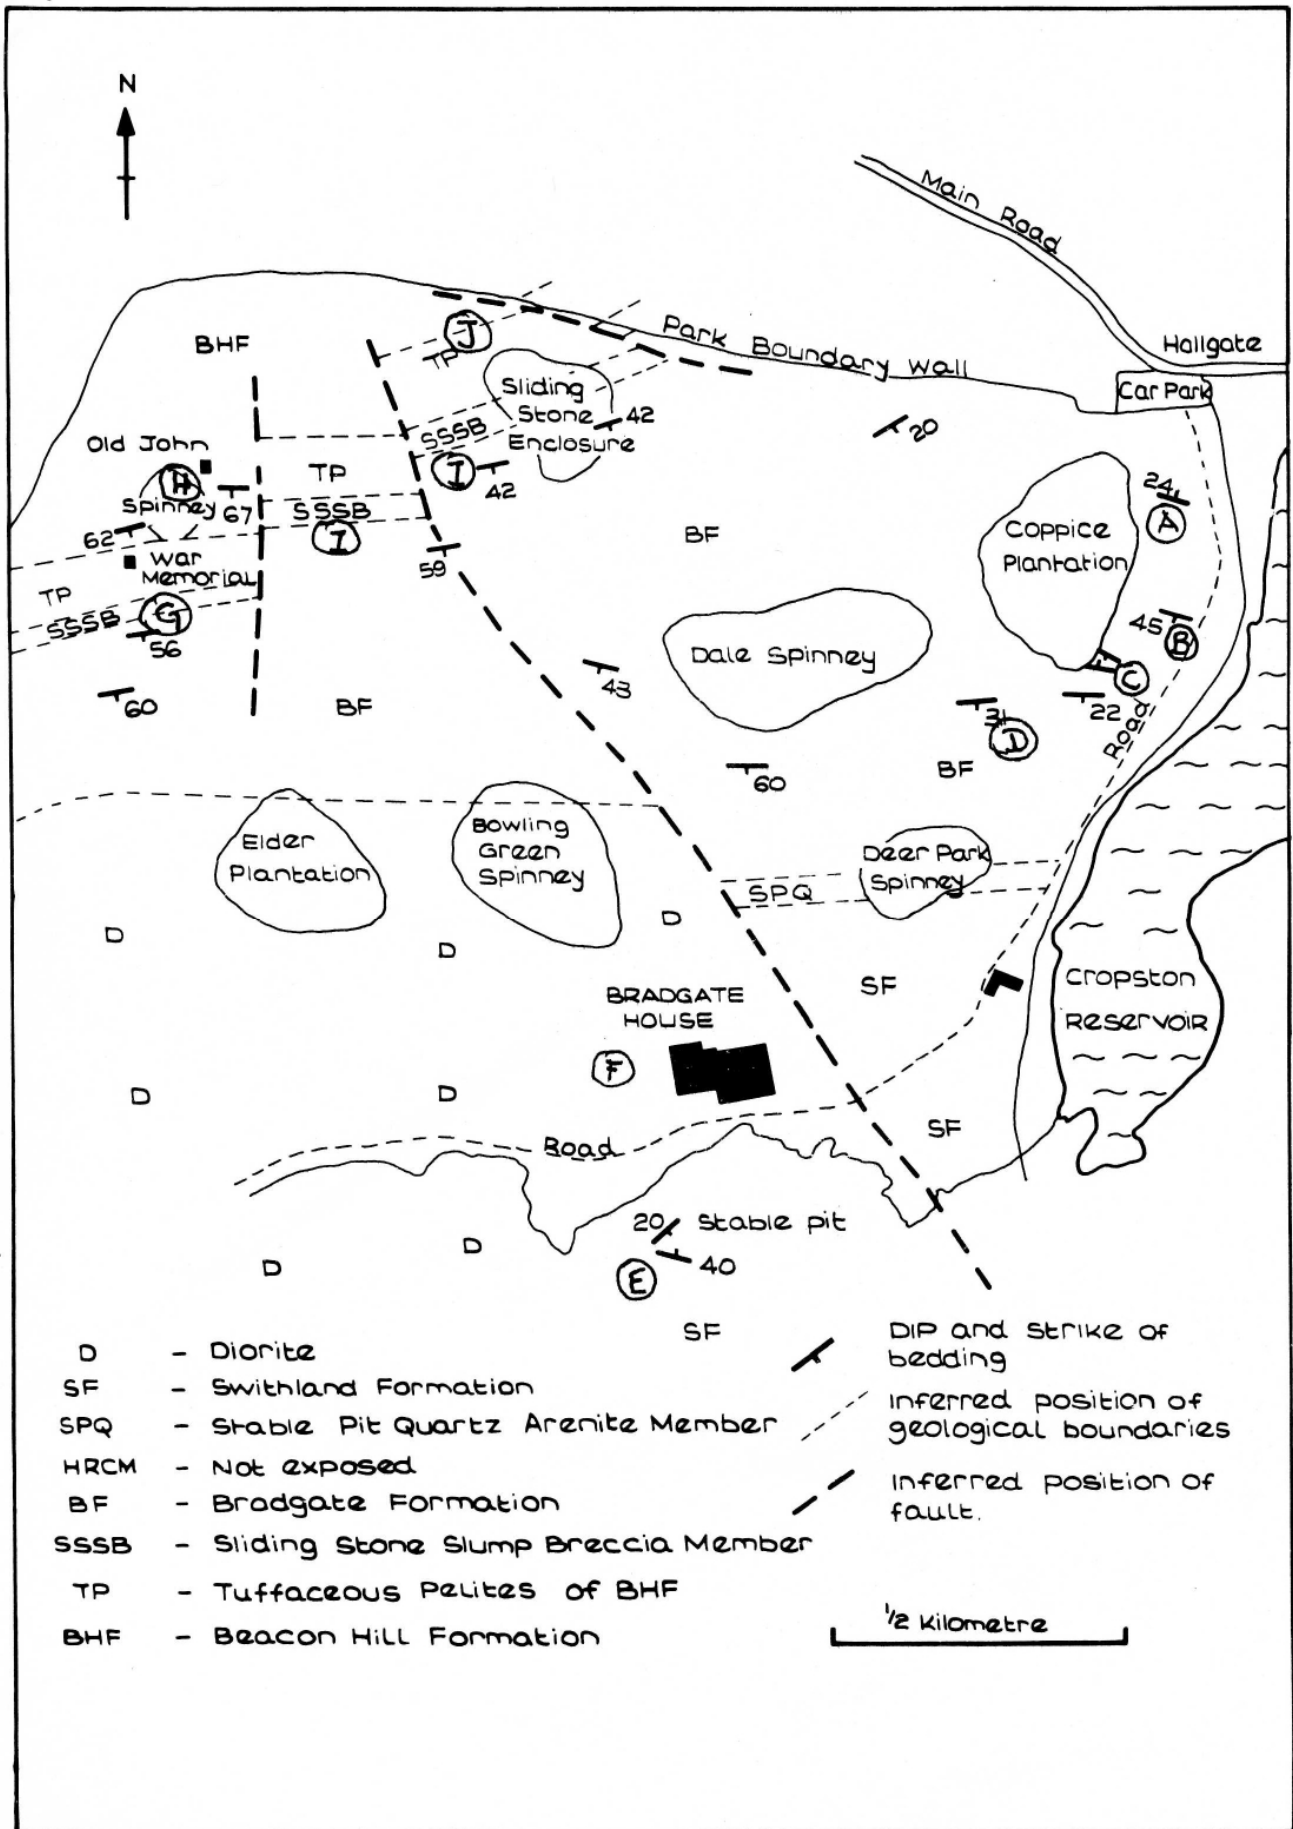 N
Main Road
Hallgate
Car Park
Park Boundary Wall
BHF
J
TP
Sliding
Stone
Enclosure
42
SSSB
I
42
20
Old John
H
Spinney
67
TP
SSSB
I
62
War
Memorial
TP
SSSB
G
56
60
59
BF
24
A
Coppice
Plantation
45
B
C
22
Road
Dale Spinney
43
31
D
BF
60
BF
Elder
Plantation
Bowling
Green
Spinney
Deer Park
Spinney
SPQ
D
D
D
SF
Cropston
Reservoir
BRADGATE
HOUSE
F
D
D
SF
Road
20
Stable pit
40
E
D
D
SF
D - Diorite
SF - Swithland Formation
SPQ - Stable Pit Quartz Arenite Member
HRCM - Not exposed
BF - Bradgate Formation
SSSB - Sliding Stone Slump Breccia Member
TP - Tuffaceous Pelites of BHF
BHF - Beacon Hill Formation
DIP and strike of
bedding
Inferred position of
geological boundaries
Inferred position of
fault.
1/2 Kilometre